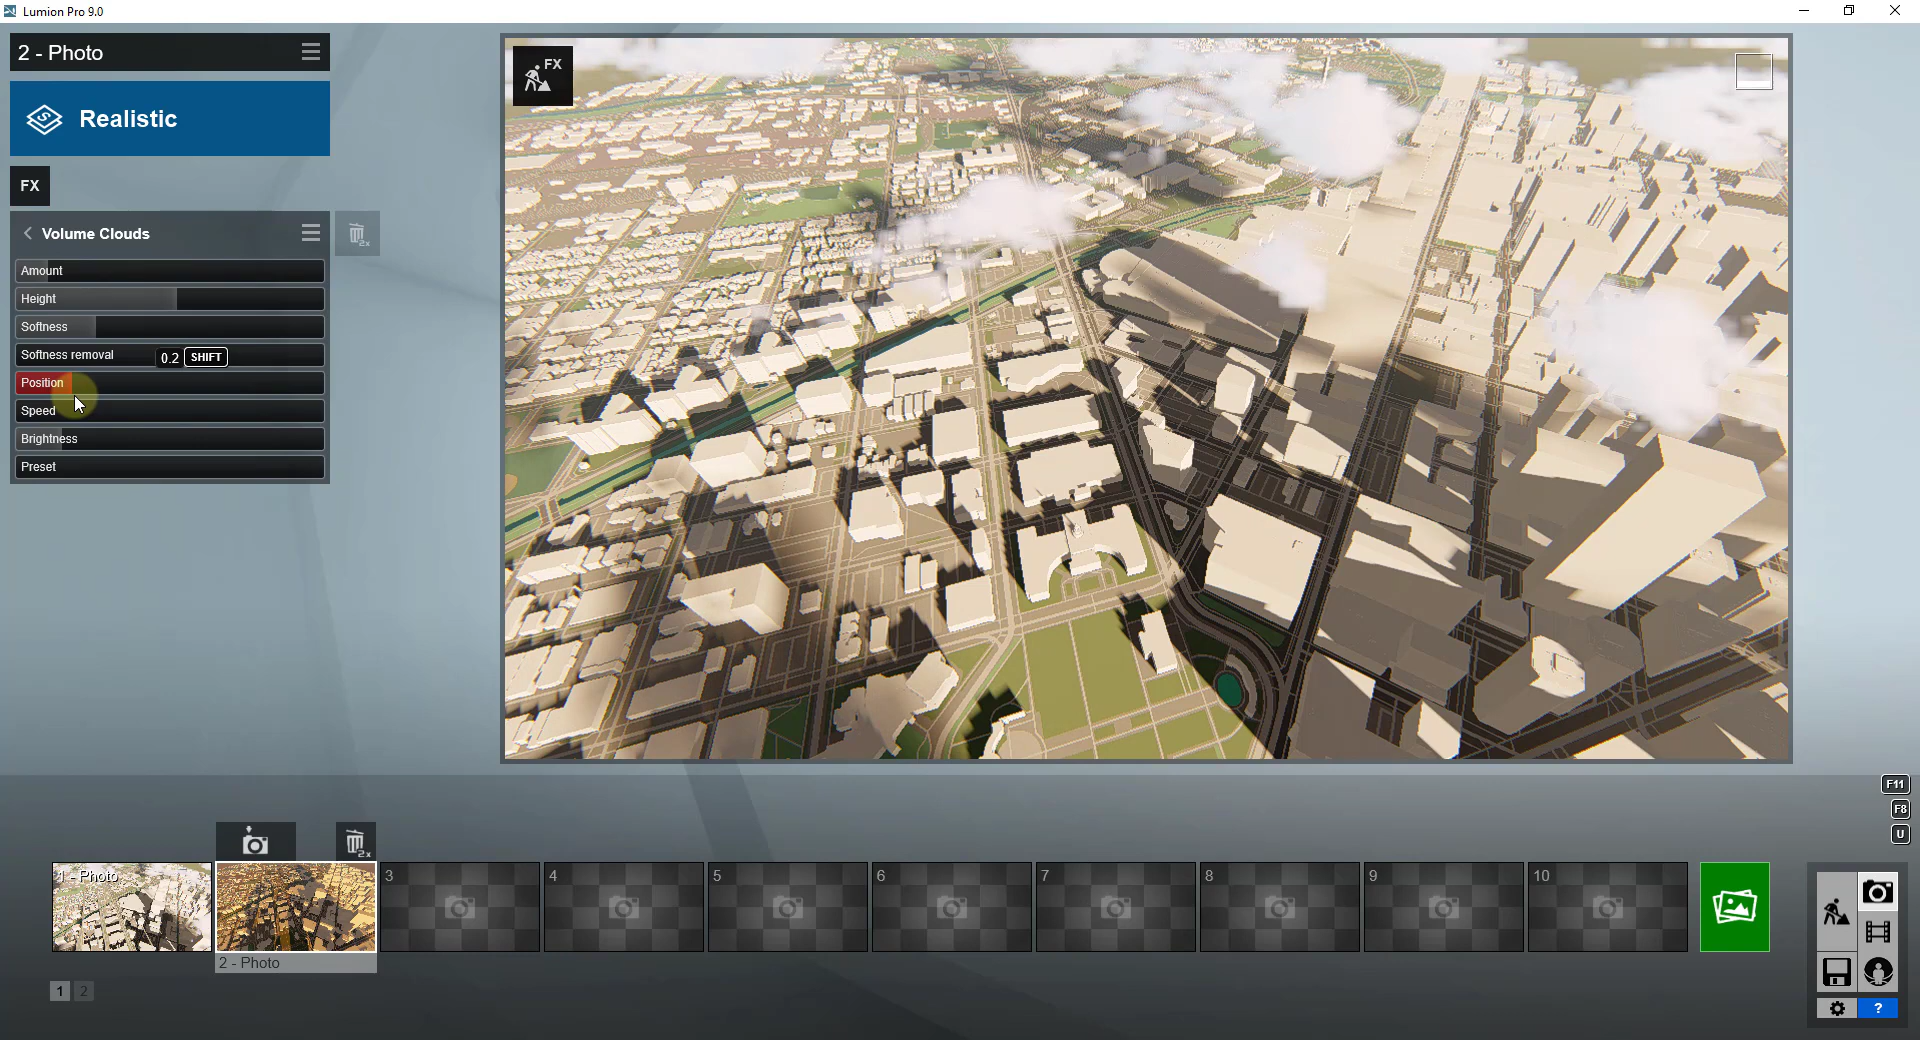 Lumion Pro 9.0
2 - Photo
Realistic
FX
FX
Volume Clouds
2x
Amount
Height
Softness
Softness removal
0.2 SHIFT
Position
Speed
Brightness
Preset
F11
F8
U
2x
1 - Photo
3
4
5
6
7
8
9
10
2 - Photo
1 2
?